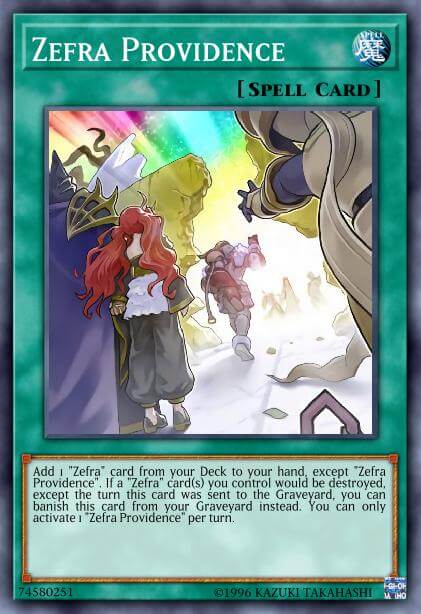 Zefra Providence
[Spell Card]
Add 1 "Zefra" card from your Deck to your hand, except "Zefra
Providence". If a "Zefra" card(s) you control would be destroyed,
except the turn this card was sent to the Graveyard, you can
banish this card from your Graveyard instead. You can only
activate 1 "Zefra Providence" per turn.
74580251
©1996 KAZUKI TAKAHASHI